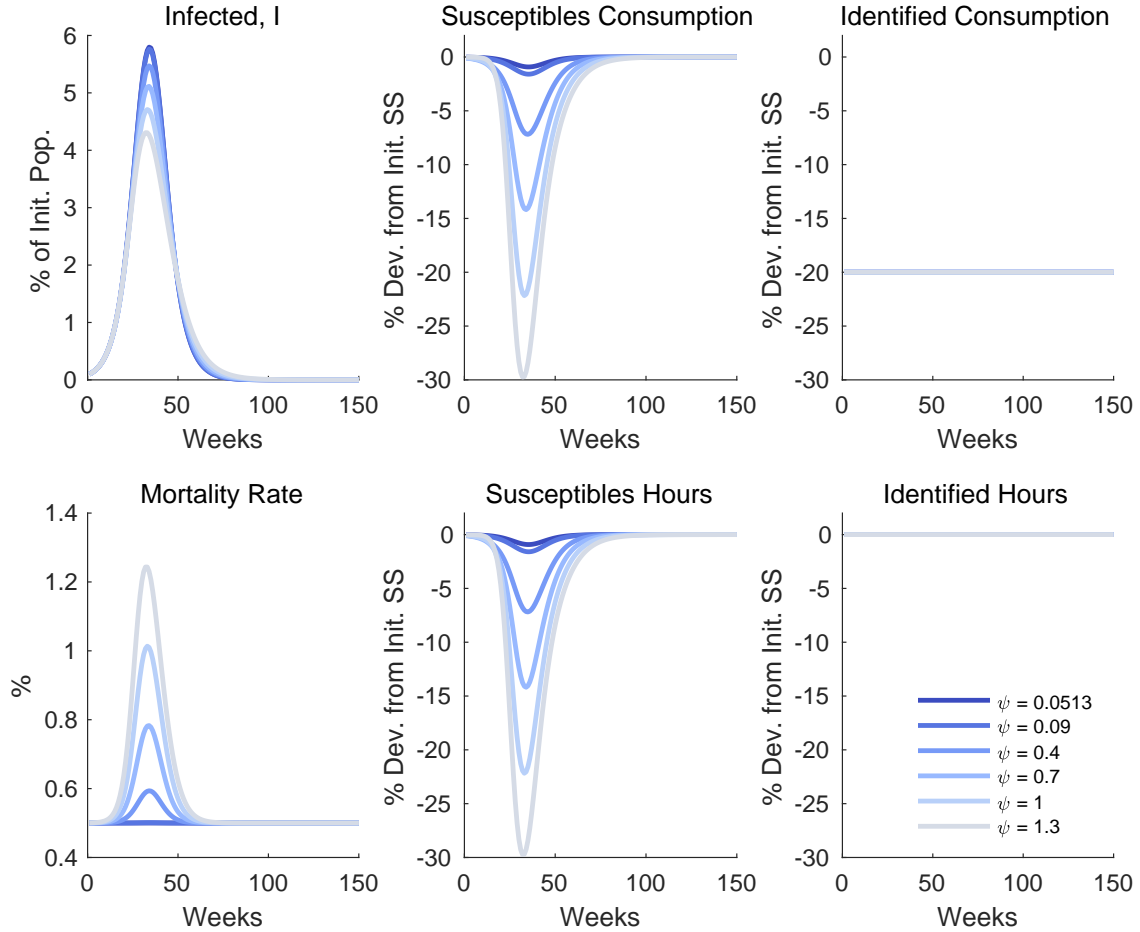 Infected, I
% of Init. Pop.
6
5
4
3
2
1
0
0 50 100 150
Weeks
Susceptibles Consumption
% Dev. from Init. SS
0
-5
-10
-15
-20
-25
-30
0 50 100 150
Weeks
Identified Consumption
% Dev. from Init. SS
0
-5
-10
-15
-20
-25
-30
0 50 100 150
Weeks
Mortality Rate
%
1.4
1.2
1
0.8
0.6
0.4
0 50 100 150
Weeks
Susceptibles Hours
% Dev. from Init. SS
0
-5
-10
-15
-20
-25
-30
0 50 100 150
Weeks
Identified Hours
% Dev. from Init. SS
0
-5
-10
-15
-20
-25
-30
0 50 100 150
Weeks
ψ = 0.0513
ψ = 0.09
ψ = 0.4
ψ = 0.7
ψ = 1
ψ = 1.3